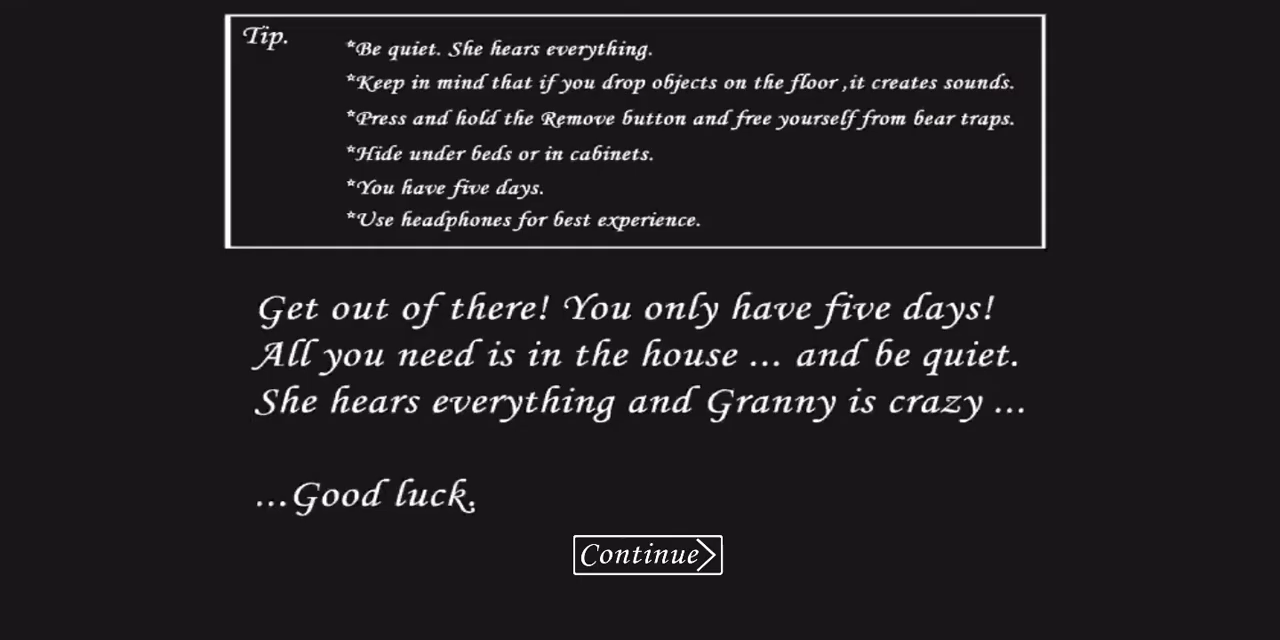 Tip.
*Be quiet. She hears everything.
*Keep in mind that if you drop objects on the floor ,it creates sounds.
*Press and hold the Remove button and free yourself from bear traps.
*Hide under beds or in cabinets.
*You have five days.
*Use headphones for best experience.
Get out of there! You only have five days!
All you need is in the house ... and be quiet.
She hears everything and Granny is crazy ...
...Good luck.
Continue>